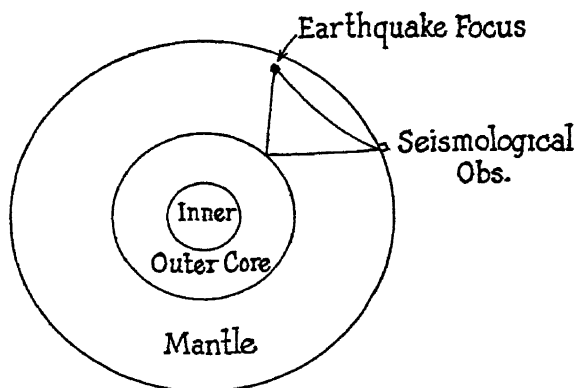 Earthquake Focus
Seismological
Obs.
Inner
Outer Core
Mantle